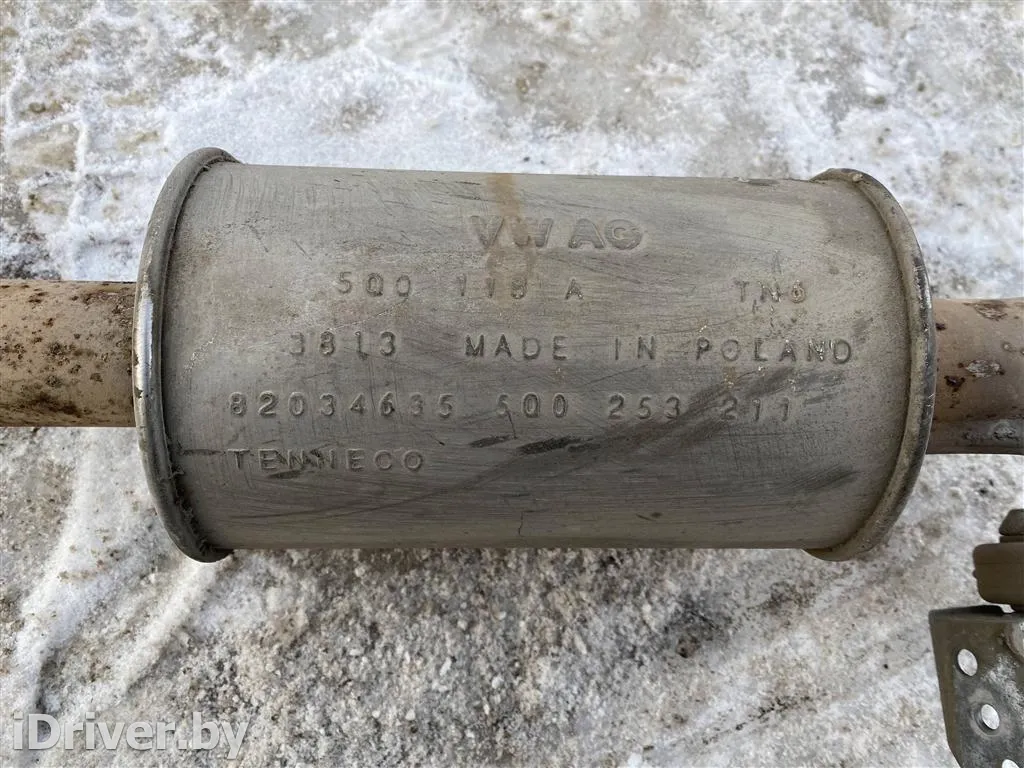 VW AG
5Q0 118 A TN6
3813 MADE IN POLAND
82034635 5Q0 253 211
TENNECO
iDriver.by